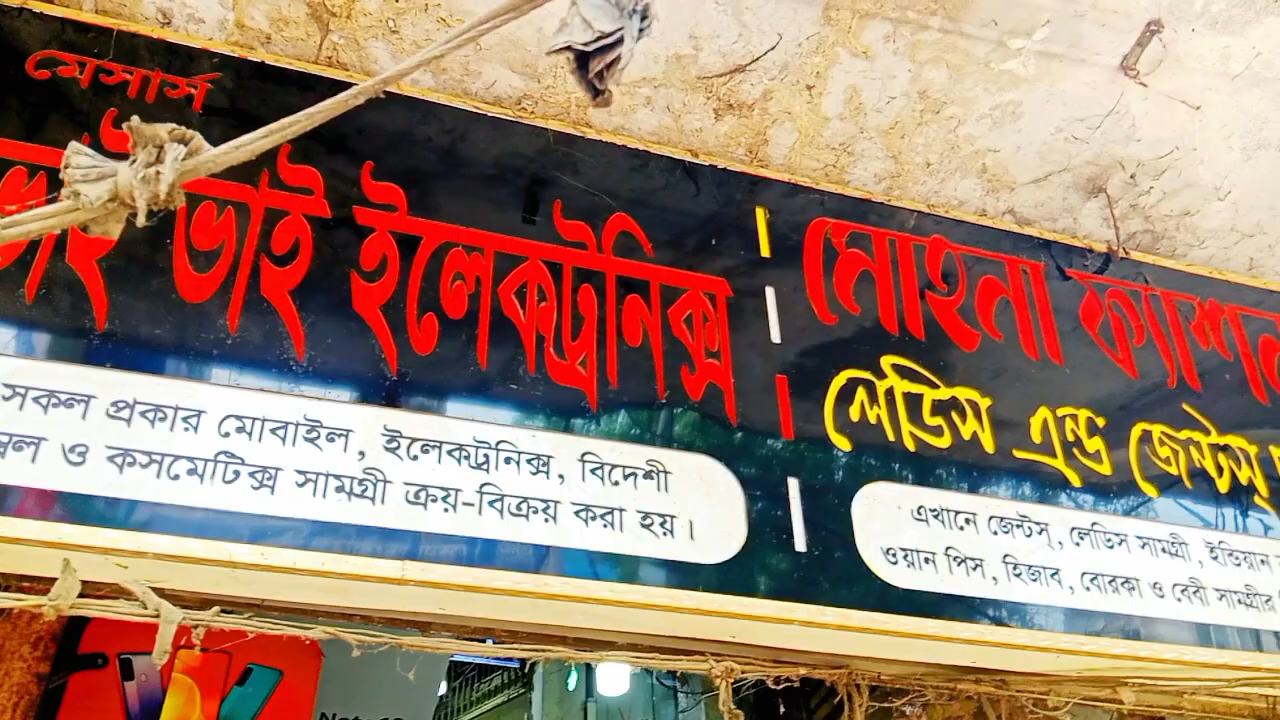 মেসার্স
ভাই ভাই ইলেকট্রনিক্স
সকল প্রকার মোবাইল, ইলেকট্রনিক্স, বিদেশী
ও কসমেটিক্স সামগ্রী ক্রয়-বিক্রয় করা হয়।
মোহনা ফ্যাশন
লেডিস এন্ড জেন্টস্
এখানে জেন্টস্, লেডিস সামগ্রী, ইন্ডিয়ান
ওয়ান পিস, হিজাব, বোরকা ও বেবী সামগ্রীর